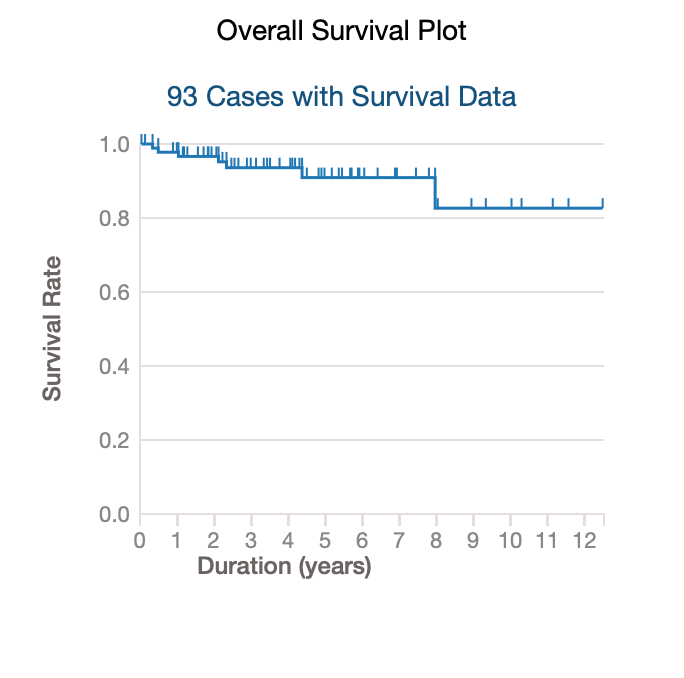 Overall Survival Plot
93 Cases with Survival Data
1.0
0.8
0.6
0.4
0.2
0.0
Survival Rate
0 1 2 3 4 5 6 7 8 9 10 11 12
Duration (years)